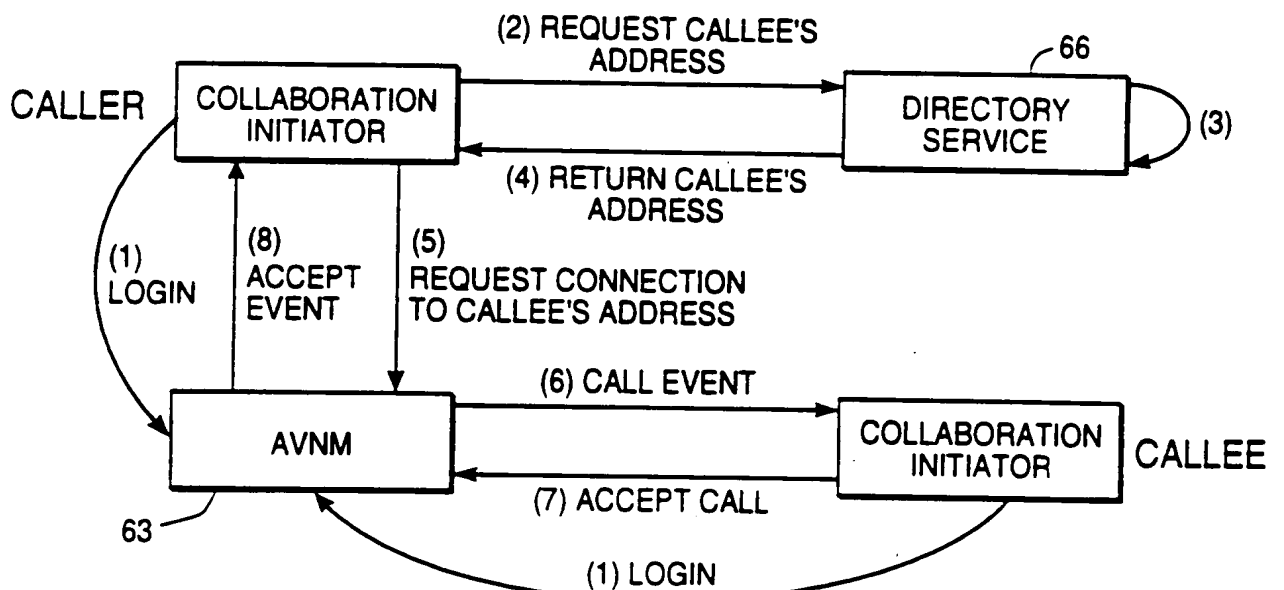 (2) REQUEST CALLEE'S
ADDRESS
66
CALLER
COLLABORATION
INITIATOR
DIRECTORY
SERVICE
(3)
(4) RETURN CALLEE'S
ADDRESS
(1)
LOGIN
(8)
ACCEPT
EVENT
(5)
REQUEST CONNECTION
TO CALLEE'S ADDRESS
(6) CALL EVENT
AVNM
COLLABORATION
INITIATOR
CALLEE
(7) ACCEPT CALL
63
(1) LOGIN